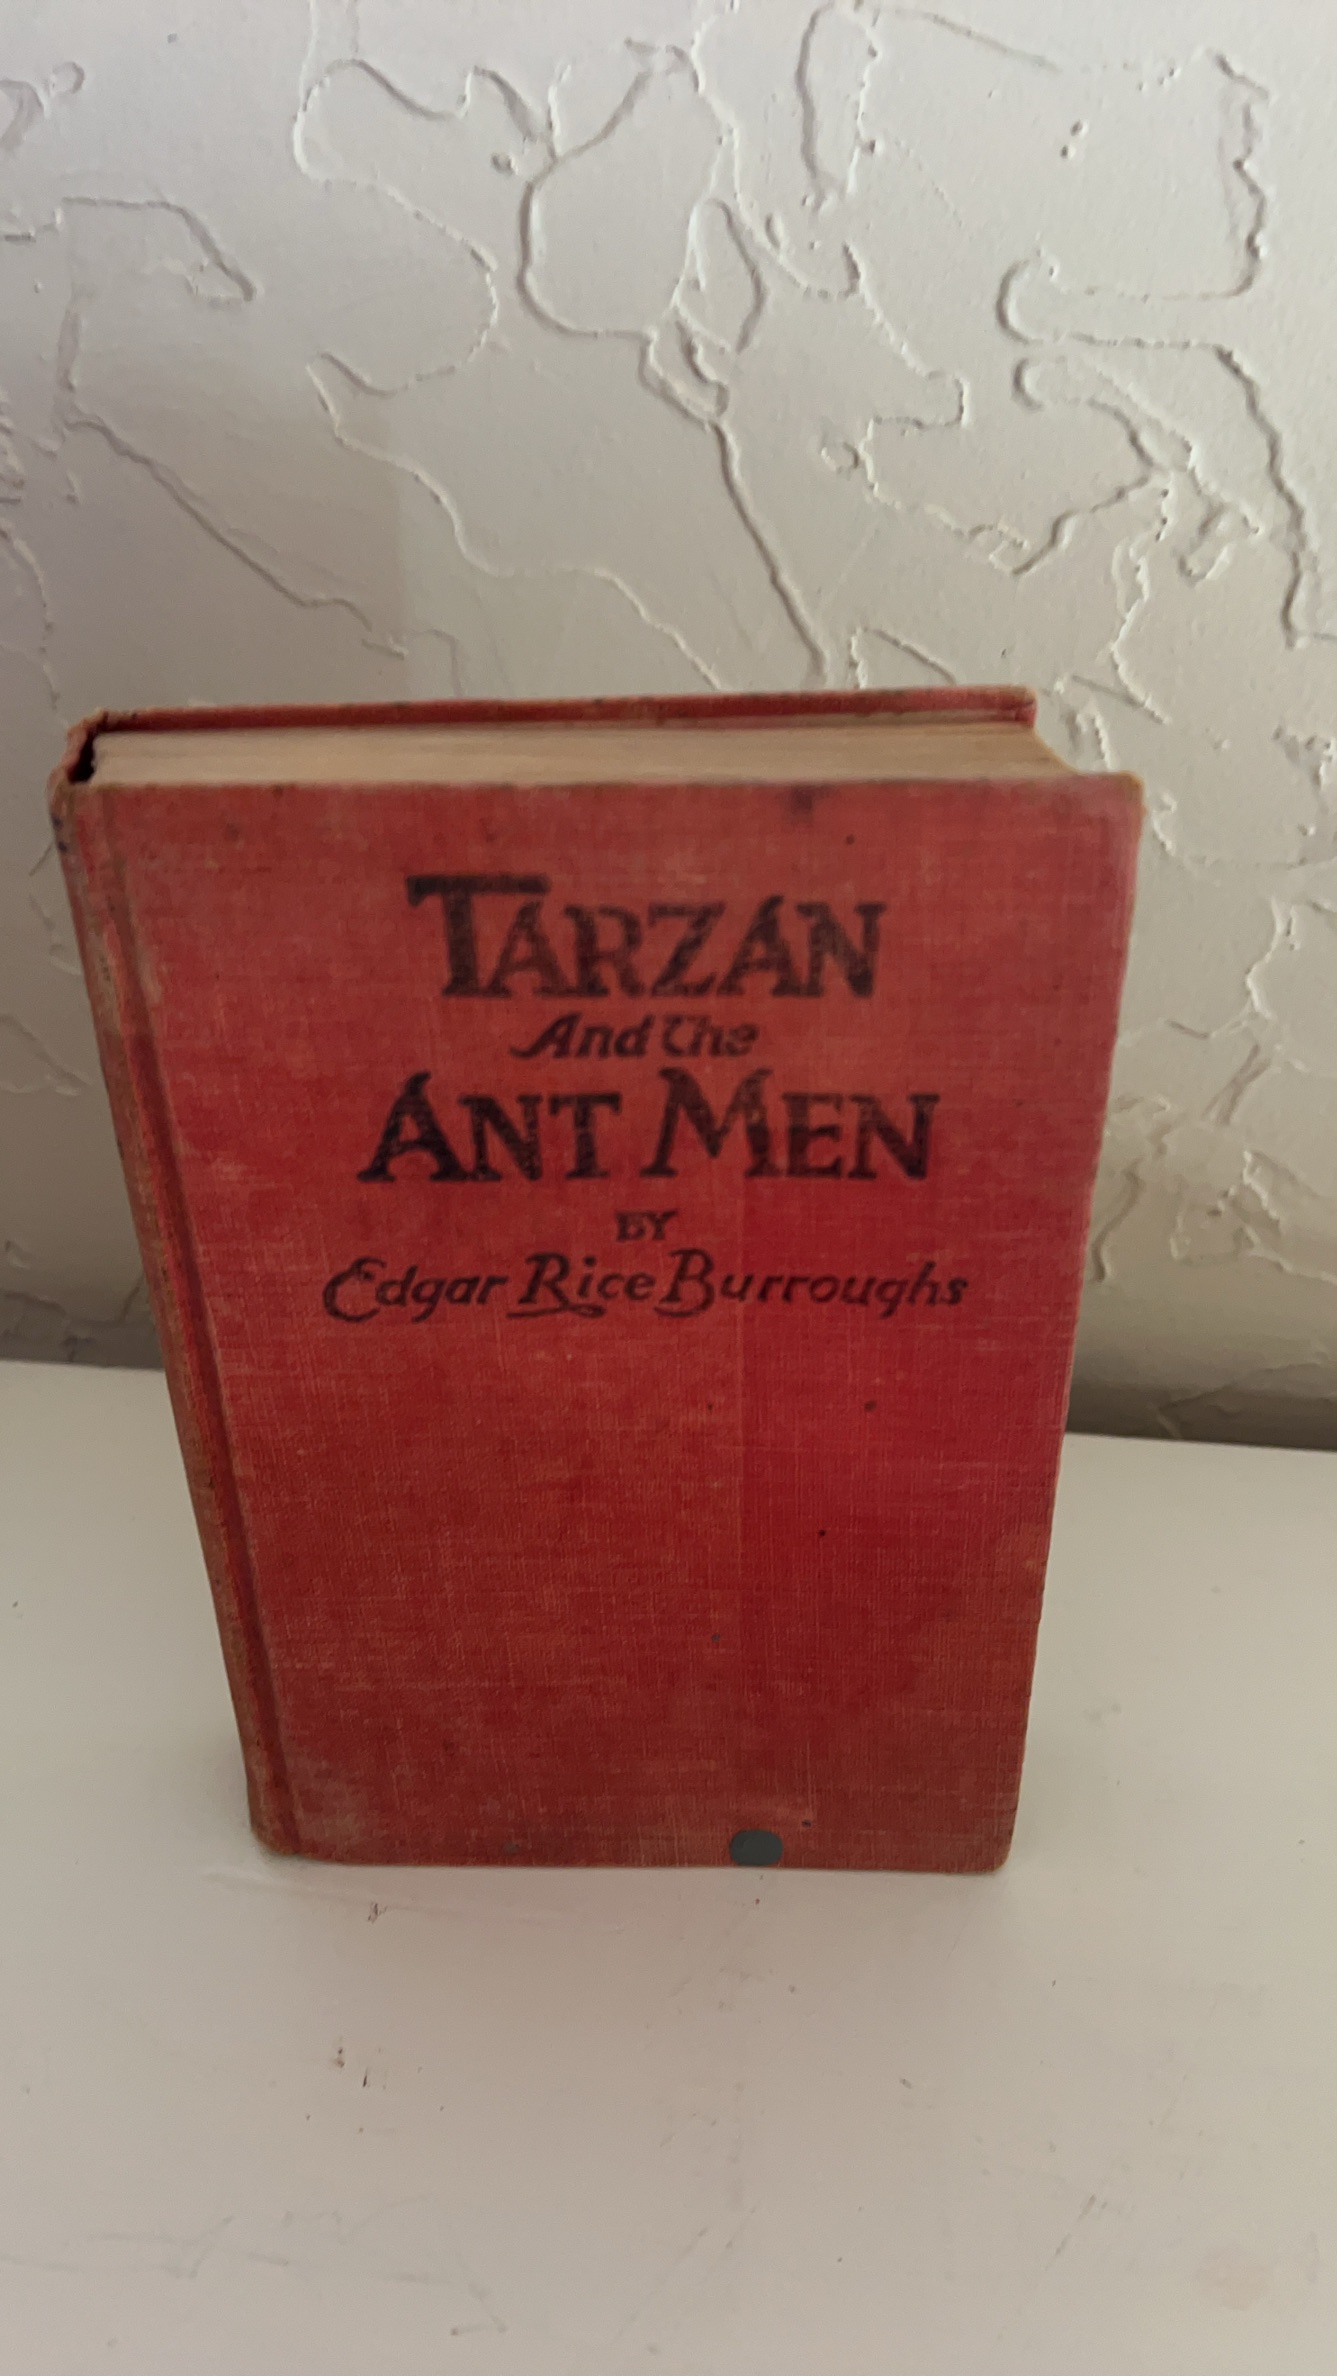 TARZAN
And the
ANT MEN
BY
Edgar Rice Burroughs